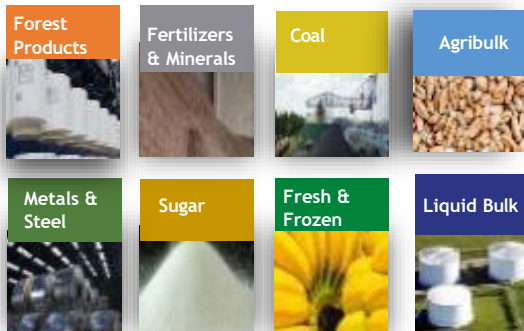 Forest
Products
Fertilizers
& Minerals
Coal
Agribulk
Metals &
Steel
Sugar
Fresh &
Frozen
Liquid Bulk